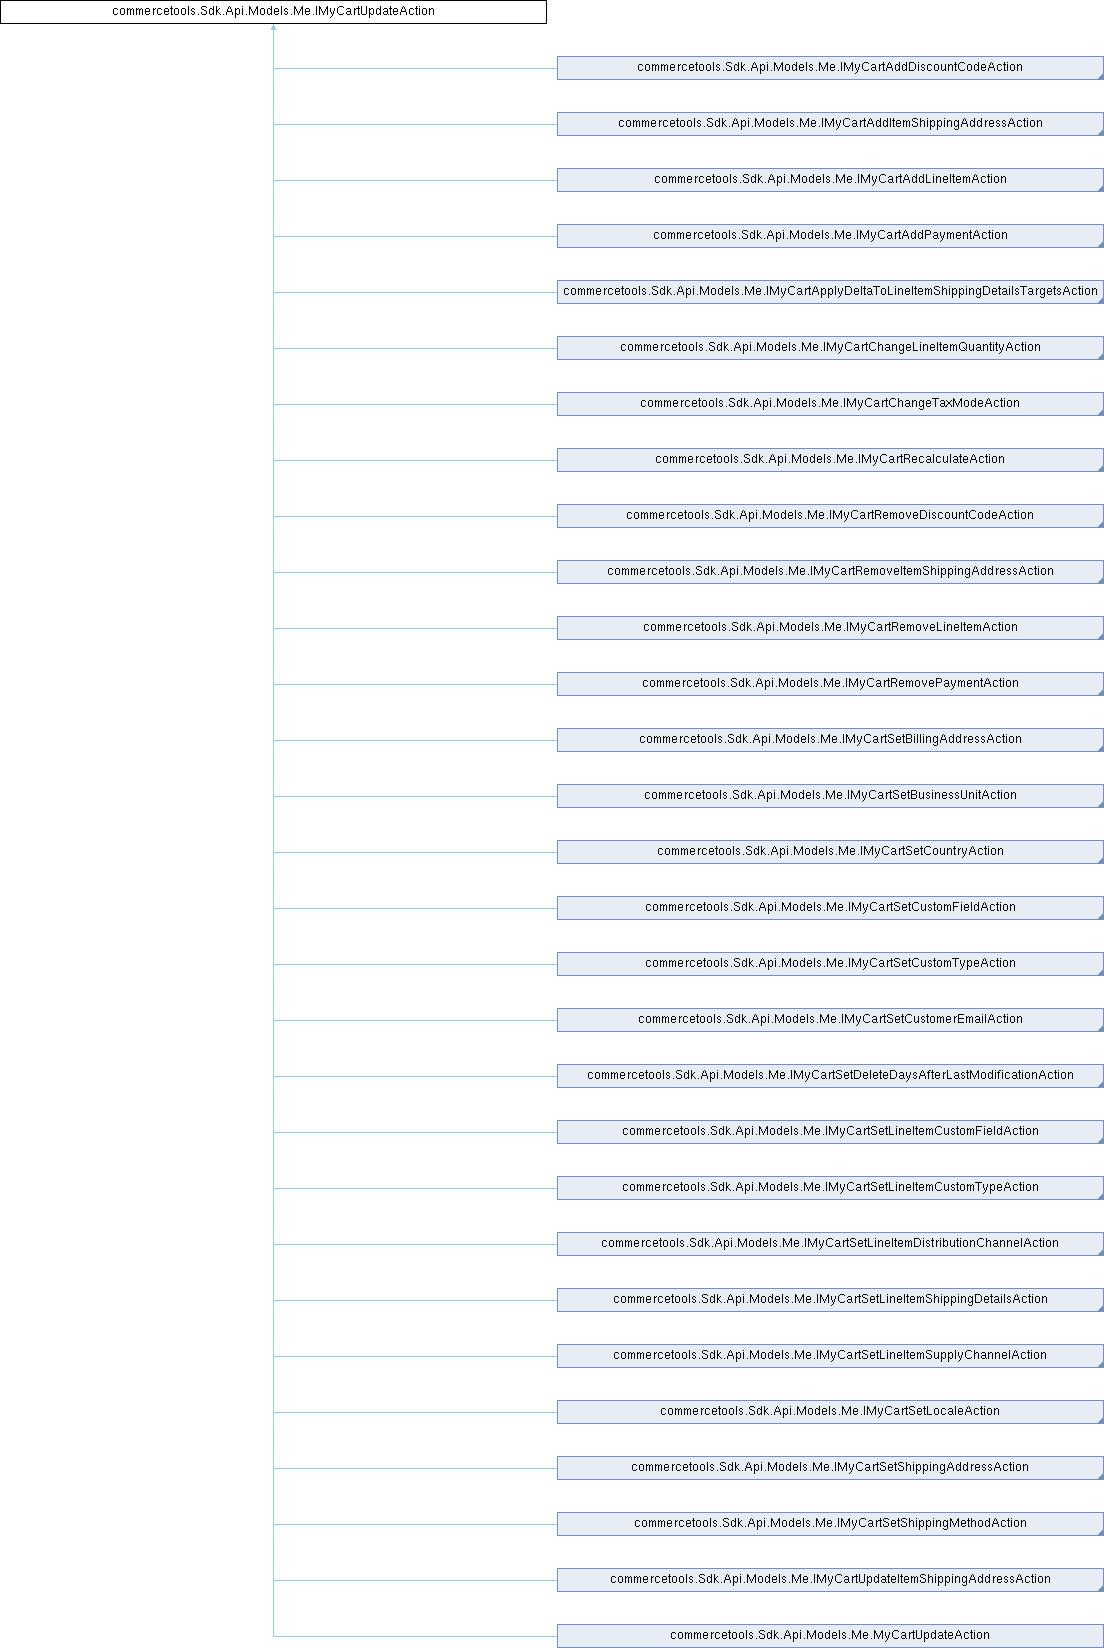 commercetools.Sdk.Api.Models.Me.IMyCartUpdateAction
commercetools.Sdk.Api.Models.Me.IMyCartAddDiscountCodeAction
commercetools.Sdk.Api.Models.Me.IMyCartAddItemShippingAddressAction
commercetools.Sdk.Api.Models.Me.IMyCartAddLineItemAction
commercetools.Sdk.Api.Models.Me.IMyCartAddPaymentAction
commercetools.Sdk.Api.Models.Me.IMyCartApplyDeltaToLineItemShippingDetailsTargetsAction
commercetools.Sdk.Api.Models.Me.IMyCartChangeLineItemQuantityAction
commercetools.Sdk.Api.Models.Me.IMyCartChangeTaxModeAction
commercetools.Sdk.Api.Models.Me.IMyCartRecalculateAction
commercetools.Sdk.Api.Models.Me.IMyCartRemoveDiscountCodeAction
commercetools.Sdk.Api.Models.Me.IMyCartRemoveItemShippingAddressAction
commercetools.Sdk.Api.Models.Me.IMyCartRemoveLineItemAction
commercetools.Sdk.Api.Models.Me.IMyCartRemovePaymentAction
commercetools.Sdk.Api.Models.Me.IMyCartSetBillingAddressAction
commercetools.Sdk.Api.Models.Me.IMyCartSetBusinessUnitAction
commercetools.Sdk.Api.Models.Me.IMyCartSetCountryAction
commercetools.Sdk.Api.Models.Me.IMyCartSetCustomFieldAction
commercetools.Sdk.Api.Models.Me.IMyCartSetCustomTypeAction
commercetools.Sdk.Api.Models.Me.IMyCartSetCustomerEmailAction
commercetools.Sdk.Api.Models.Me.IMyCartSetDeleteDaysAfterLastModificationAction
commercetools.Sdk.Api.Models.Me.IMyCartSetLineItemCustomFieldAction
commercetools.Sdk.Api.Models.Me.IMyCartSetLineItemCustomTypeAction
commercetools.Sdk.Api.Models.Me.IMyCartSetLineItemDistributionChannelAction
commercetools.Sdk.Api.Models.Me.IMyCartSetLineItemShippingDetailsAction
commercetools.Sdk.Api.Models.Me.IMyCartSetLineItemSupplyChannelAction
commercetools.Sdk.Api.Models.Me.IMyCartSetLocaleAction
commercetools.Sdk.Api.Models.Me.IMyCartSetShippingAddressAction
commercetools.Sdk.Api.Models.Me.IMyCartSetShippingMethodAction
commercetools.Sdk.Api.Models.Me.IMyCartUpdateItemShippingAddressAction
commercetools.Sdk.Api.Models.Me.MyCartUpdateAction